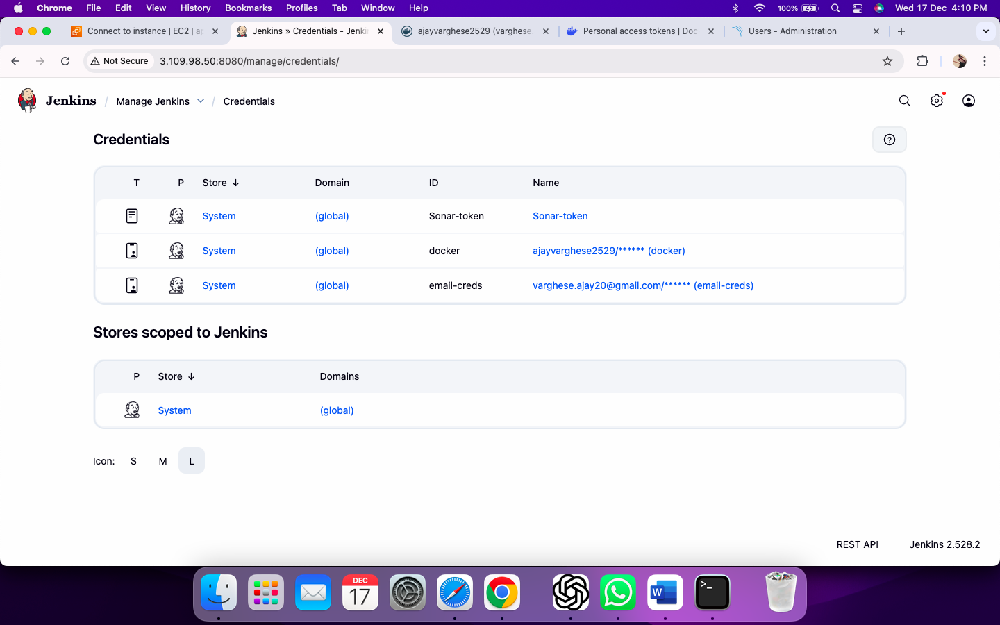 Chrome File Edit View History Bookmarks Profiles Tab Window Help 100% Wed 17 Dec 4:10 PM
Connect to instance | EC2 | ap Jenkins » Credentials - Jenki ajayvarghese2529 (varghese. Personal access tokens | Doc Users - Administration
Not Secure 3.109.98.50:8080/manage/credentials/
Jenkins / Manage Jenkins / Credentials
Credentials
T P Store ↓ Domain ID Name
System (global) Sonar-token Sonar-token
System (global) docker ajayvarghese2529/****** (docker)
System (global) email-creds varghese.ajay20@gmail.com/****** (email-creds)
Stores scoped to Jenkins
P Store ↓ Domains
System (global)
Icon: S M L
REST API Jenkins 2.528.2
DEC
17
W
>_